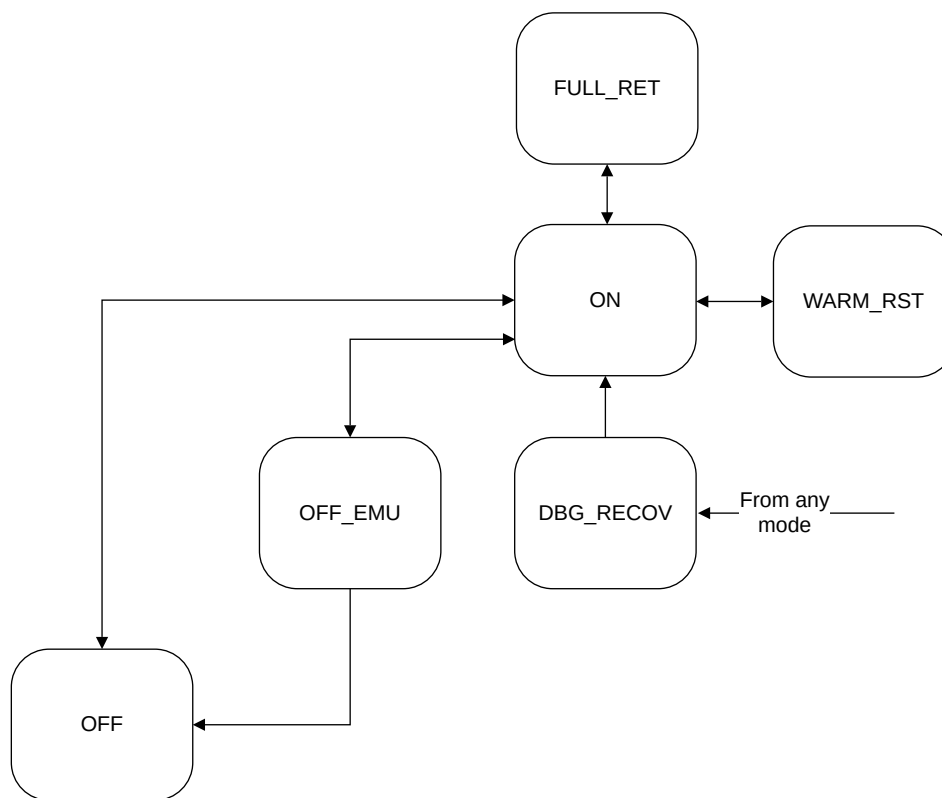 FULL_RET
ON
WARM_RST
OFF_EMU
DBG_RECOV
From any
mode
OFF